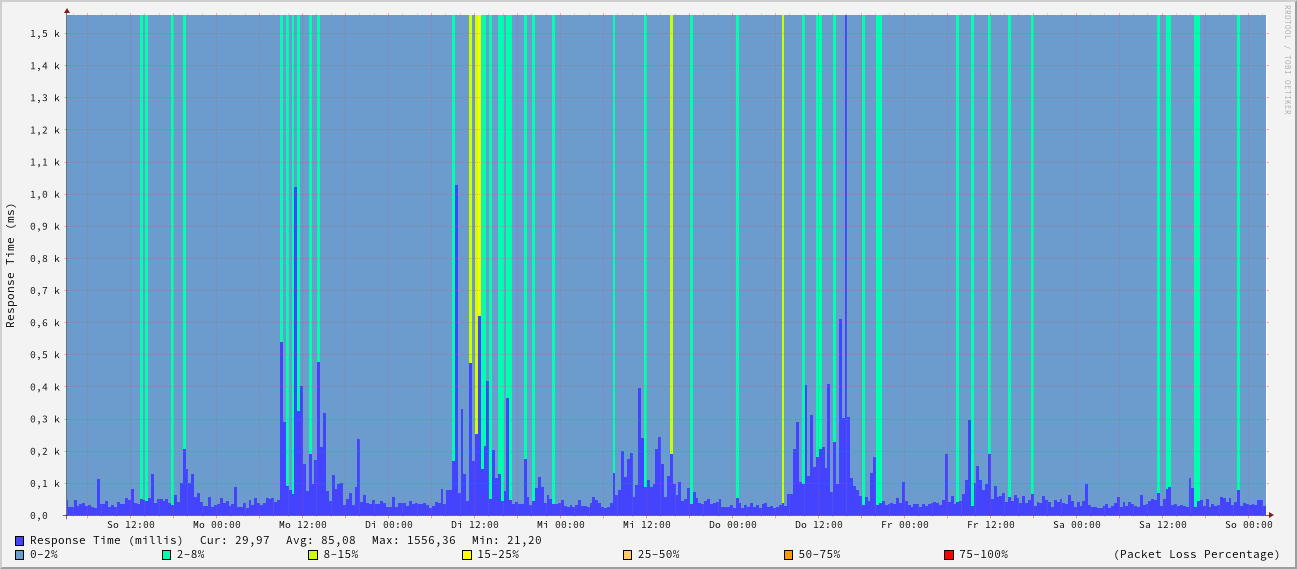 RRDTOOL / TOBI OETIKER
Response Time (ms)
1,5 k
1,4 k
1,3 k
1,2 k
1,1 k
1,0 k
0,9 k
0,8 k
0,7 k
0,6 k
0,5 k
0,4 k
0,3 k
0,2 k
0,1 k
0,0
So 12:00 Mo 00:00 Mo 12:00 Di 00:00 Di 12:00 Mi 00:00 Mi 12:00 Do 00:00 Do 12:00 Fr 00:00 Fr 12:00 Sa 00:00 Sa 12:00 So 00:00
Response Time (millis) Cur: 29,97 Avg: 85,08 Max: 1556,36 Min: 21,20
0-2% 2-8% 8-15% 15-25% 25-50% 50-75% 75-100% (Packet Loss Percentage)